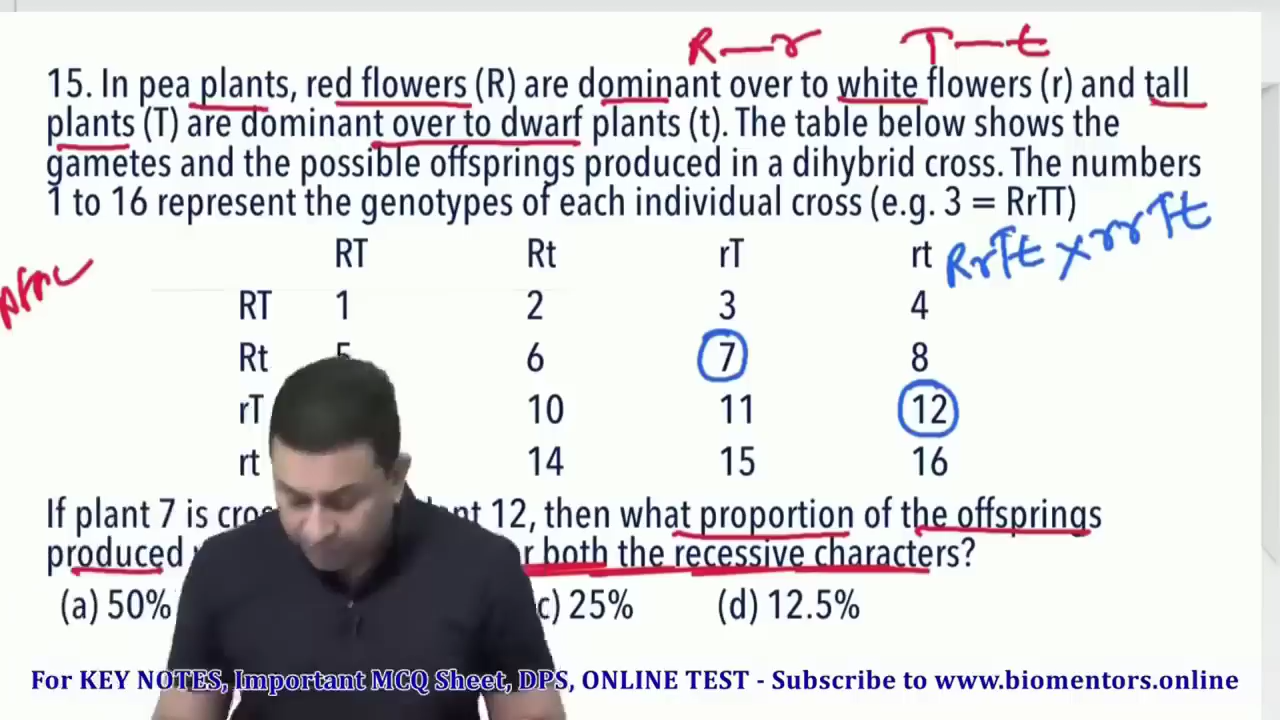 R—r T—t
15. In pea plants, red flowers (R) are dominant over to white flowers (r) and tall
plants (T) are dominant over to dwarf plants (t). The table below shows the
gametes and the possible offsprings produced in a dihybrid cross. The numbers
1 to 16 represent the genotypes of each individual cross (e.g. 3 = RrTT)
RT Rt rT rt RrTt × rrTt
RT 1 2 3 4
Rt 5 6 7 8
rT 10 11 12
rt 14 15 16
If plant 7 is 12, then what proportion of the offsprings
produced both the recessive characters?
(a) 50% c) 25% (d) 12.5%
For KEY NOTES, Important MCQ Sheet, DPS, ONLINE TEST - Subscribe to www.biomentors.online